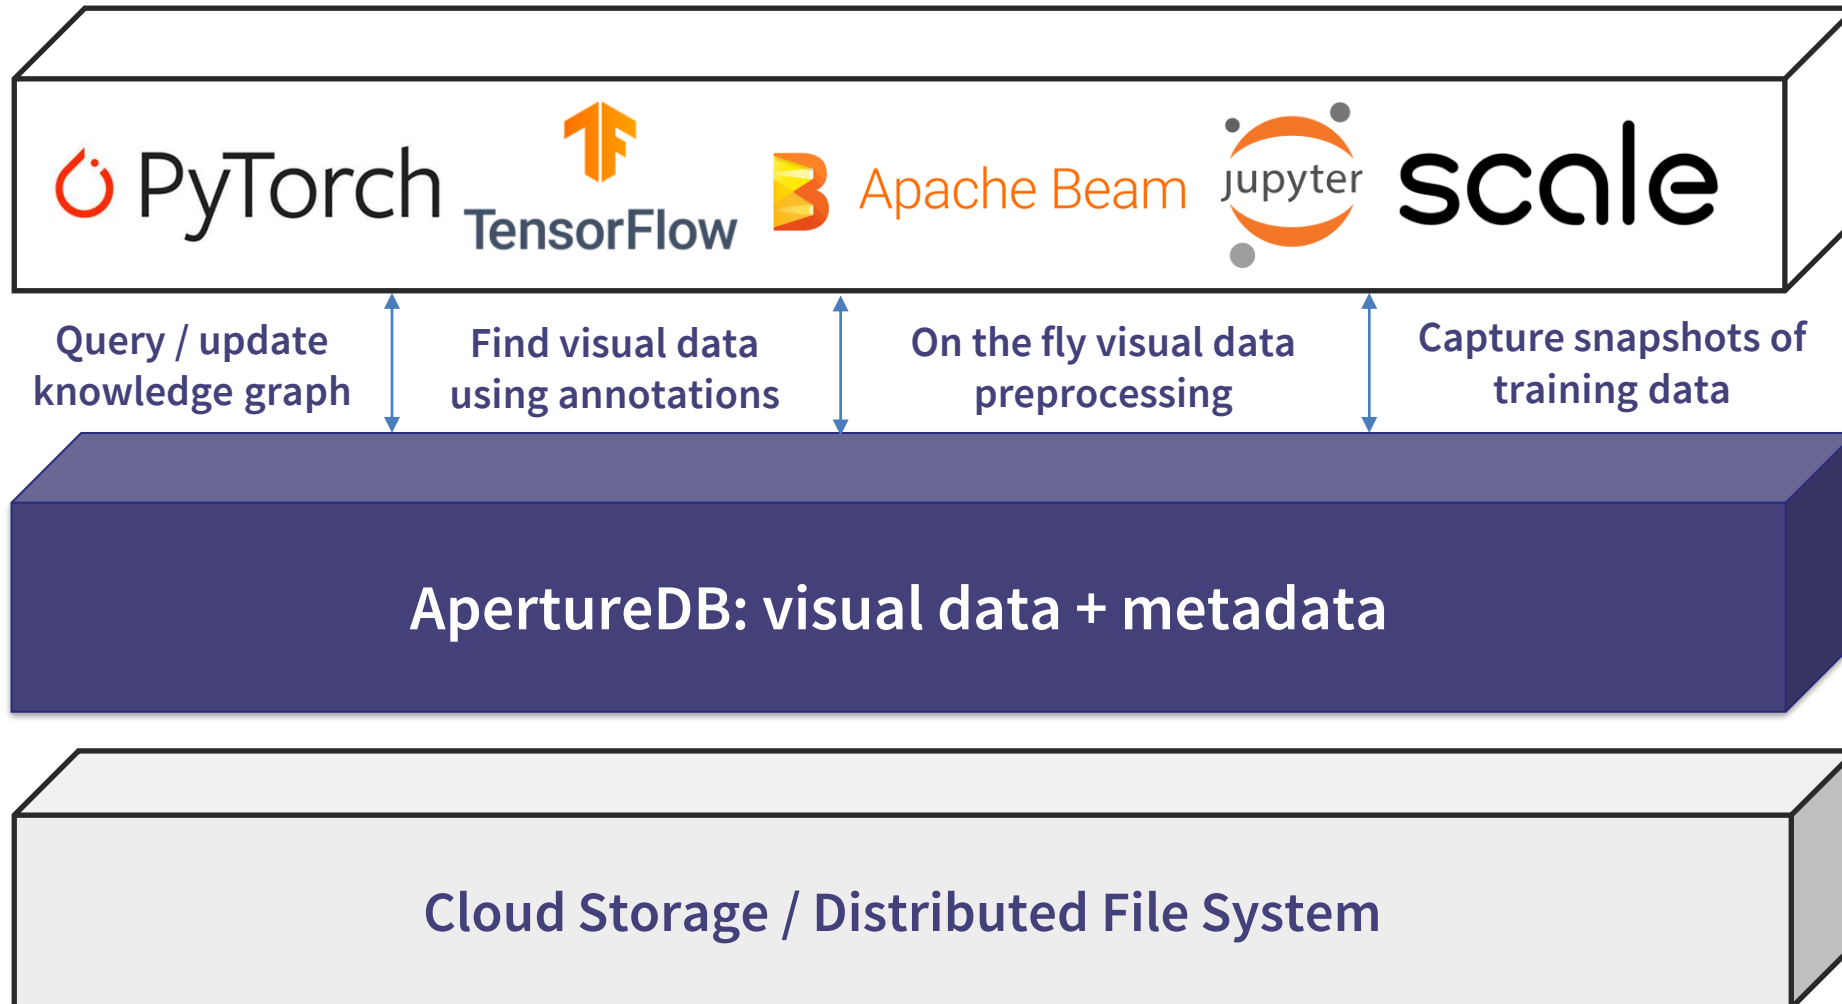 PyTorch
TensorFlow
Apache Beam
jupyter
scale
Query / update
knowledge graph
Find visual data
using annotations
On the fly visual data
preprocessing
Capture snapshots of
training data
ApertureDB: visual data + metadata
Cloud Storage / Distributed File System